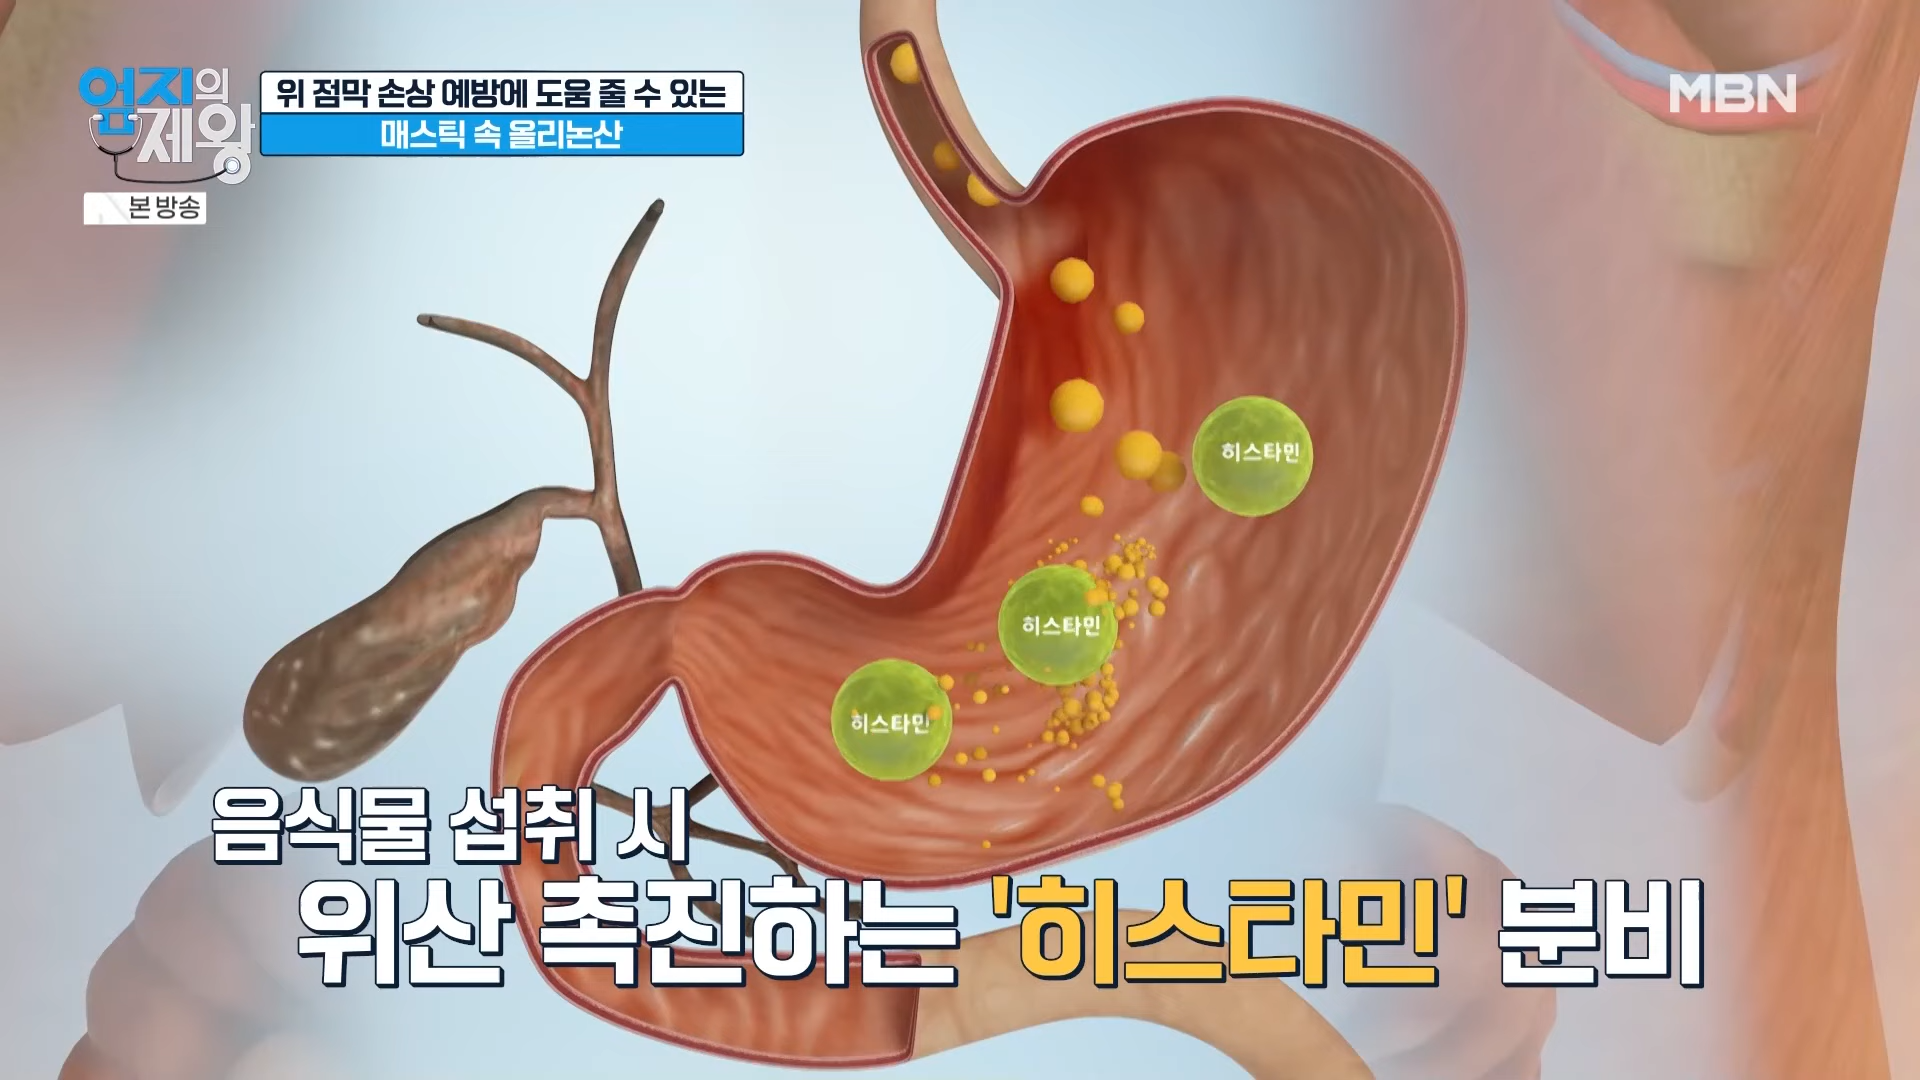 엄지의 제왕
위 점막 손상 예방에 도움 줄 수 있는
매스틱 속 올리논산
본 방송
MBN
히스타민
히스타민
히스타민
음식물 섭취 시
위산 촉진하는 '히스타민' 분비